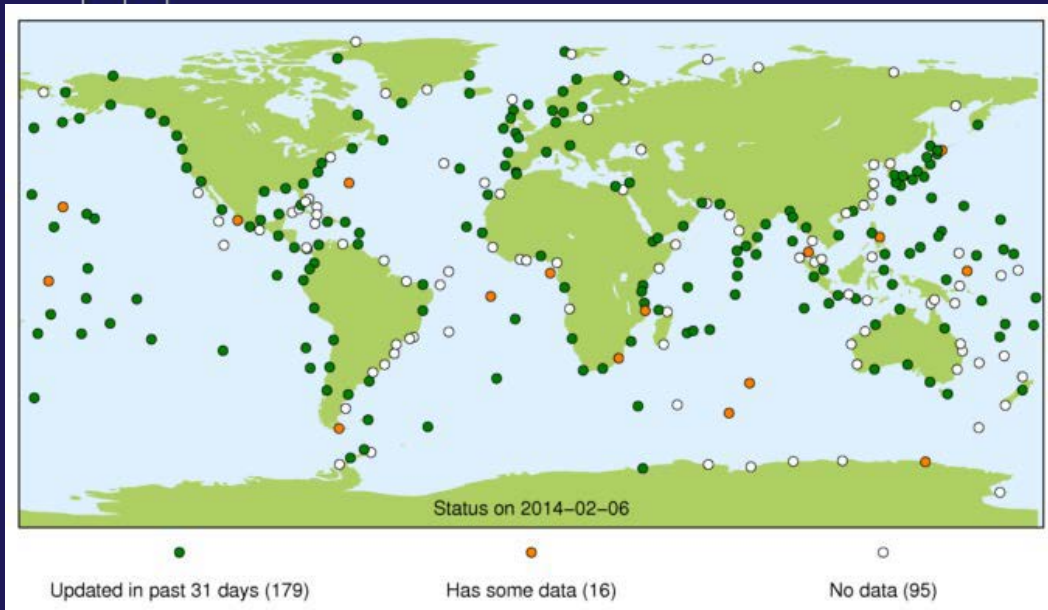 Status on 2014−02−06
Updated in past 31 days (179)
Has some data (16)
No data (95)